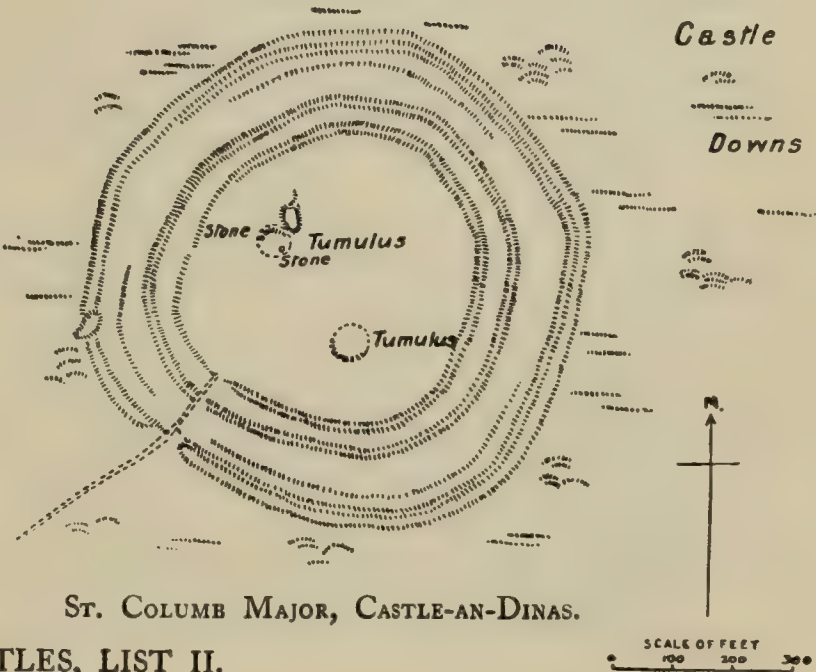 Castle
Downs
Stone
Tumulus
Stone
Tumulus
N.
ST. COLUMB MAJOR, CASTLE-AN-DINAS.
TLES, LIST II.
SCALE OF FEET
0 100 200 300